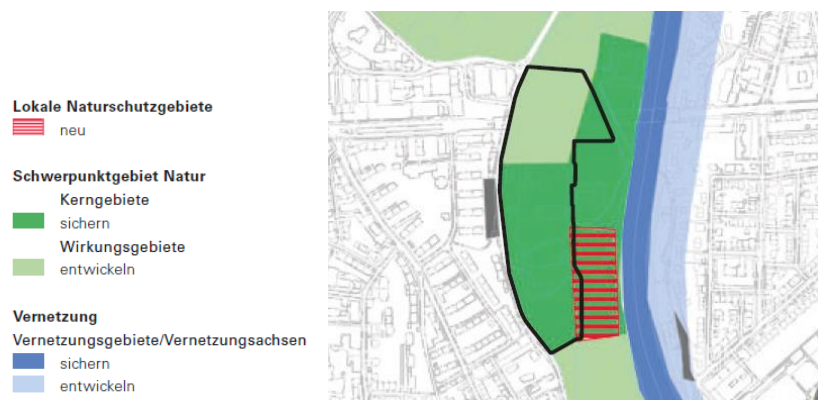 Lokale Naturschutzgebiete
neu
Schwerpunktgebiet Natur
Kerngebiete
sichern
Wirkungsgebiete
entwickeln
Vernetzung
Vernetzungsgebiete/Vernetzungsachsen
sichern
entwickeln